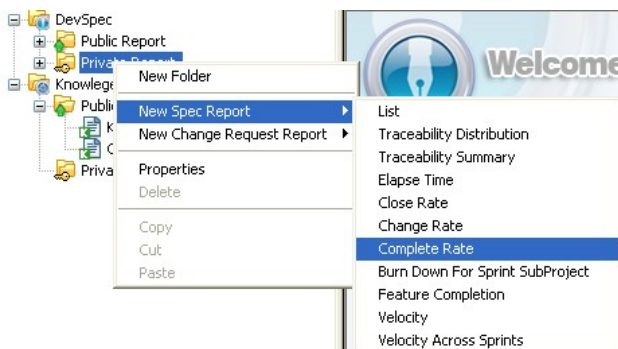 DevSpec
Public Report
Private Report
Knowlege
Publi
K
Priva
New Folder
New Spec Report
New Change Request Report
Properties
Delete
Copy
Cut
Paste
Welcome
List
Traceability Distribution
Traceability Summary
Elapse Time
Close Rate
Change Rate
Complete Rate
Burn Down For Sprint SubProject
Feature Completion
Velocity
Velocity Across Sprints